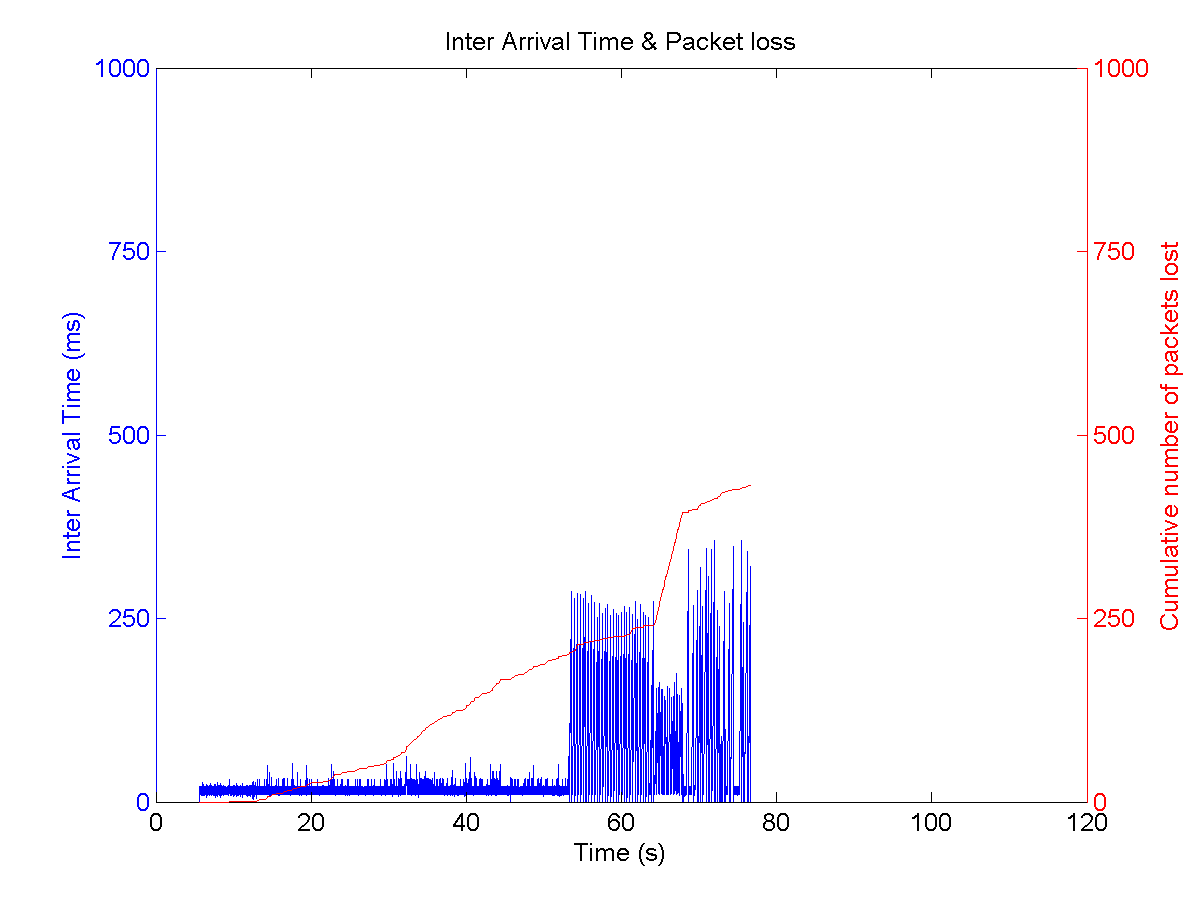 Inter Arrival Time & Packet loss
1000
750
500
250
0
Inter Arrival Time (ms)
1000
750
500
250
0
Cumulative number of packets lost
0 20 40 60 80 100 120
Time (s)